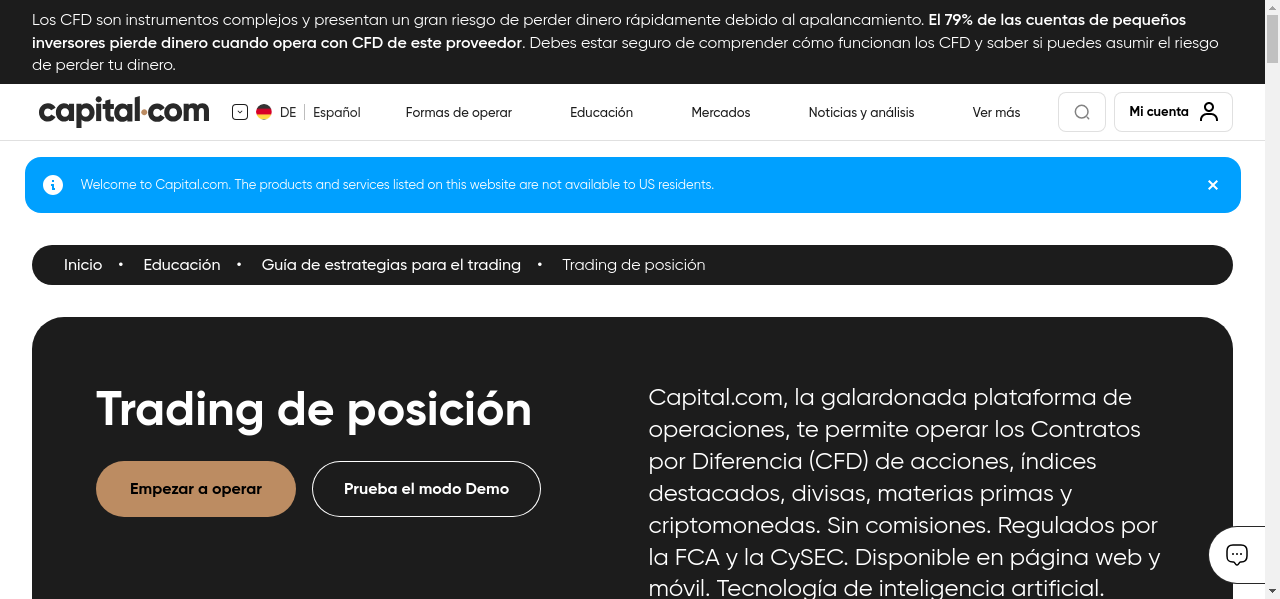 Los CFD son instrumentos complejos y presentan un gran riesgo de perder dinero rápidamente debido al apalancamiento. El 79% de las cuentas de pequeños
inversores pierde dinero cuando opera con CFD de este proveedor. Debes estar seguro de comprender cómo funcionan los CFD y saber si puedes asumir el riesgo
de perder tu dinero.
capital.com DE Español Formas de operar Educación Mercados Noticias y análisis Ver más Mi cuenta
Welcome to Capital.com. The products and services listed on this website are not available to US residents.
Inicio • Educación • Guía de estrategias para el trading • Trading de posición
Trading de posición
Empezar a operar Prueba el modo Demo
Capital.com, la galardonada plataforma de
operaciones, te permite operar los Contratos
por Diferencia (CFD) de acciones, índices
destacados, divisas, materias primas y
criptomonedas. Sin comisiones. Regulados por
la FCA y la CySEC. Disponible en página web y
móvil. Tecnología de inteligencia artificial.